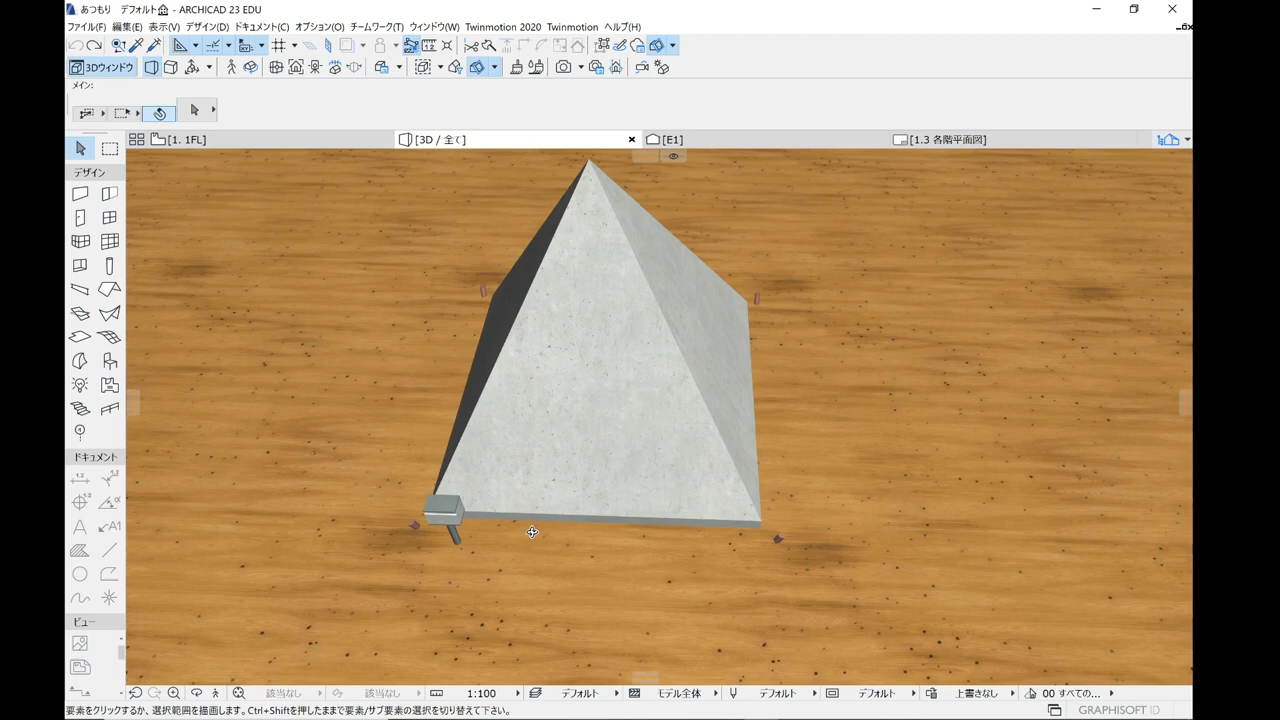 あつもり デフォルト - ARCHICAD 23 EDU
ファイル(F) 編集(E) 表示(V) デザイン(D) ドキュメント(C) オプション(O) チームワーク(T) ウィンドウ(W) Twinmotion 2020 Twinmotion ヘルプ(H)
3Dウィンドウ
メイン:
[1. 1FL] [3D / 全て] [E1] [1.3 各階平面図]
デザイン
ドキュメント
1.2
A A1
ビュー
該当なし 該当なし 1:100 デフォルト モデル全体 デフォルト デフォルト 上書きなし 00 すべての...
要素をクリックするか、選択範囲を描画します。Ctrl+Shiftを押したままで要素/サブ要素の選択を切り替えて下さい。 GRAPHISOFT ID